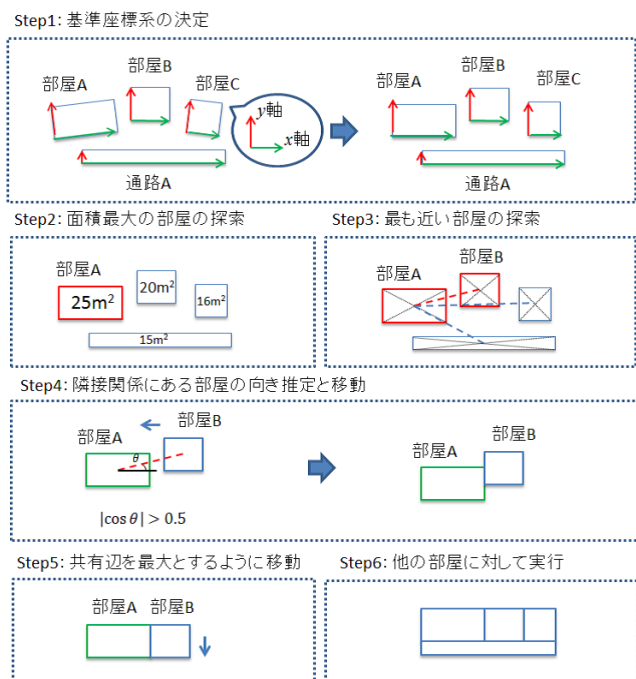 Step1: 基準座標系の決定
部屋A
部屋B
部屋C
y軸
x軸
通路A
部屋A
部屋B
部屋C
通路A
Step2: 面積最大の部屋の探索
部屋A
25m²
20m²
16m²
15m²
Step3: 最も近い部屋の探索
部屋A
部屋B
Step4: 隣接関係にある部屋の向き推定と移動
部屋A
部屋B
θ
|cos θ| > 0.5
部屋A
部屋B
Step5: 共有辺を最大とするように移動
部屋A 部屋B
Step6: 他の部屋に対して実行